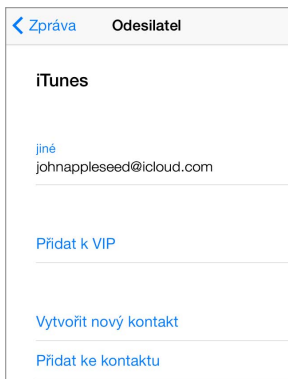 Zpráva Odesilatel
iTunes
jiné
johnappleseed@icloud.com
Přidat k VIP
Vytvořit nový kontakt
Přidat ke kontaktu